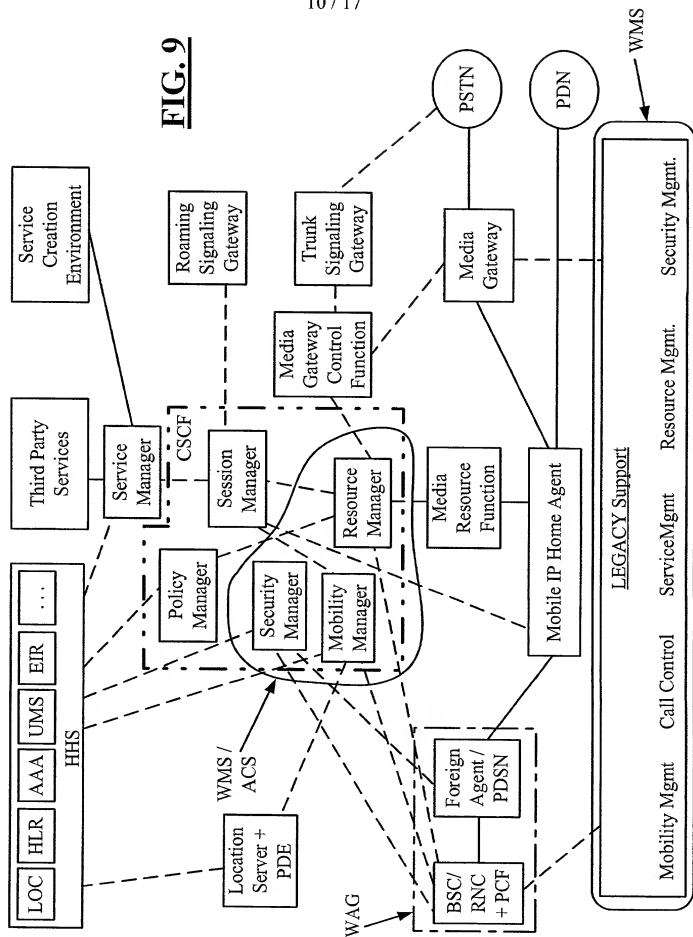 10 / 17
FIG. 9
LOC
HLR
AAA
UMS
EIR
. . .
HHS
Third Party
Services
Service
Creation
Environment
Service
Manager
CSCF
Policy
Manager
Session
Manager
Roaming
Signaling
Gateway
Security
Manager
Mobility
Manager
Resource
Manager
WMS /
ACS
Location
Server +
PDE
Media
Gateway
Control
Function
Trunk
Signaling
Gateway
WAG
BSC/
RNC
+ PCF
Foreign
Agent /
PDSN
Media
Resource
Function
Mobile IP Home Agent
Media
Gateway
PSTN
PDN
WMS
LEGACY Support
Mobility Mgmt
Call Control
ServiceMgmt
Resource Mgmt.
Security Mgmt.